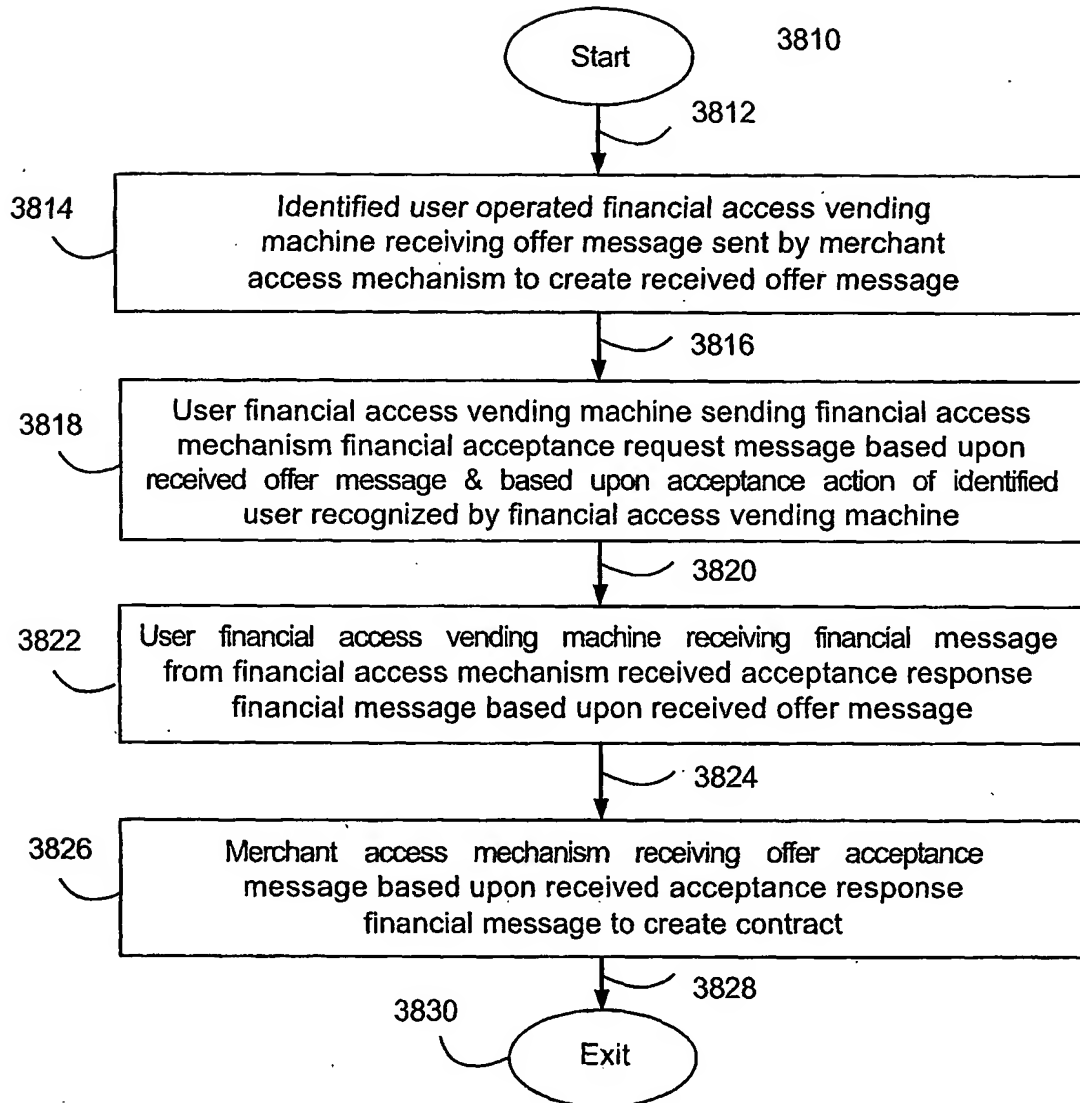 Start
3810
3812
3814
Identified user operated financial access vending
machine receiving offer message sent by merchant
access mechanism to create received offer message
3816
3818
User financial access vending machine sending financial access
mechanism financial acceptance request message based upon
received offer message & based upon acceptance action of identified
user recognized by financial access vending machine
3820
3822
User financial access vending machine receiving financial message
from financial access mechanism received acceptance response
financial message based upon received offer message
3824
3826
Merchant access mechanism receiving offer acceptance
message based upon received acceptance response
financial message to create contract
3828
3830
Exit